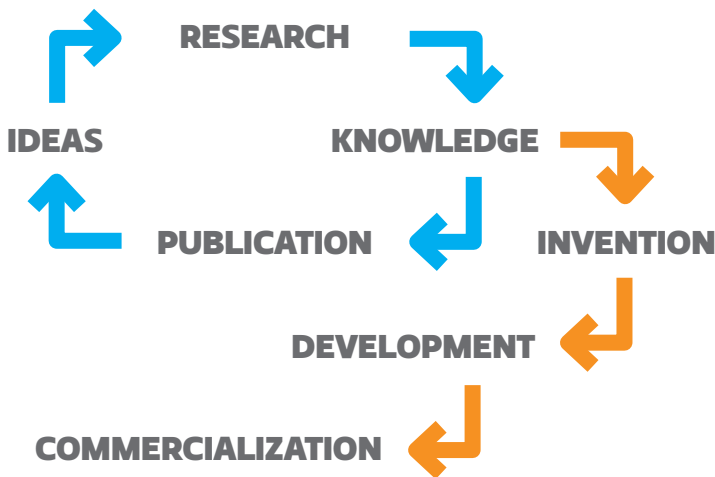 RESEARCH
IDEAS
KNOWLEDGE
PUBLICATION
INVENTION
DEVELOPMENT
COMMERCIALIZATION